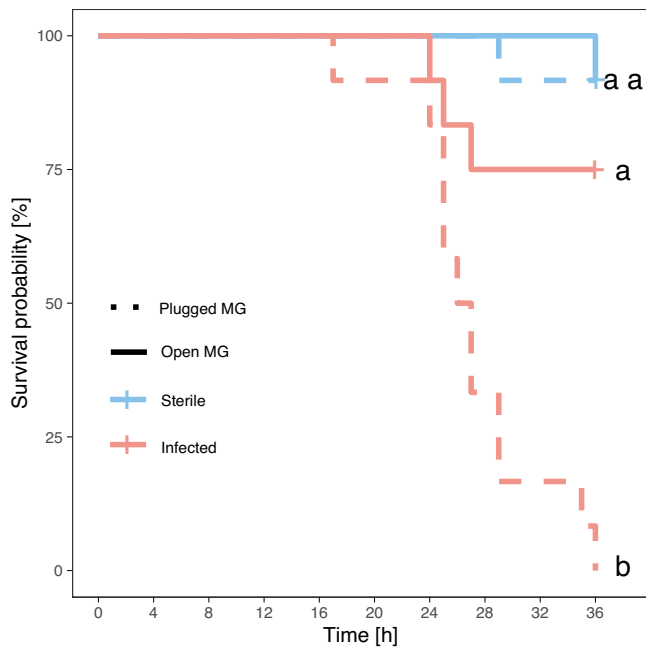 100
75
50
25
0
Survival probability [%]
a a
a
b
Plugged MG
Open MG
Sterile
Infected
0 4 8 12 16 20 24 28 32 36
Time [h]